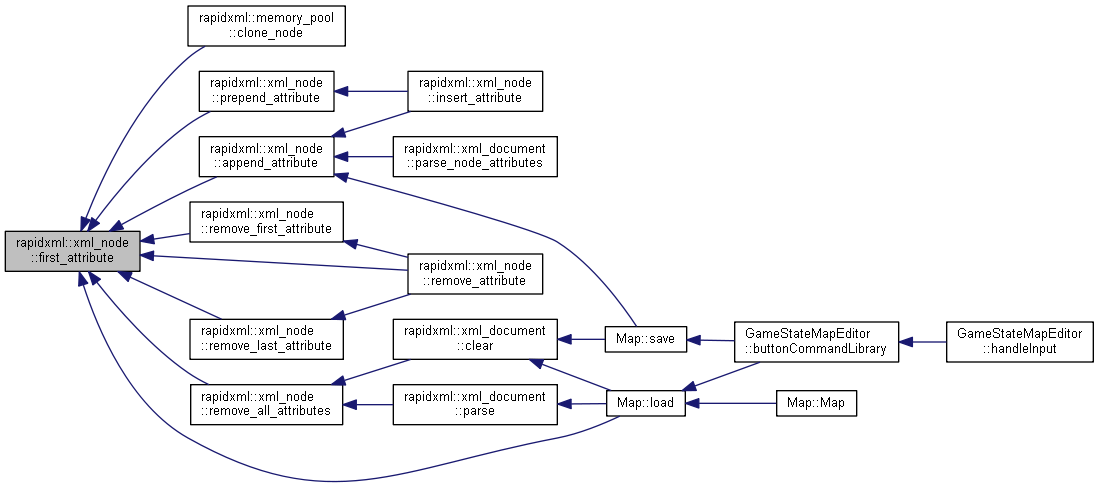 rapidxml::memory_pool
::clone_node
rapidxml::xml_node
::prepend_attribute
rapidxml::xml_node
::insert_attribute
rapidxml::xml_node
::append_attribute
rapidxml::xml_document
::parse_node_attributes
rapidxml::xml_node
::remove_first_attribute
rapidxml::xml_node
::first_attribute
rapidxml::xml_node
::remove_attribute
rapidxml::xml_node
::remove_last_attribute
rapidxml::xml_document
::clear
Map::save
GameStateMapEditor
::buttonCommandLibrary
GameStateMapEditor
::handleInput
rapidxml::xml_node
::remove_all_attributes
rapidxml::xml_document
::parse
Map::load
Map::Map